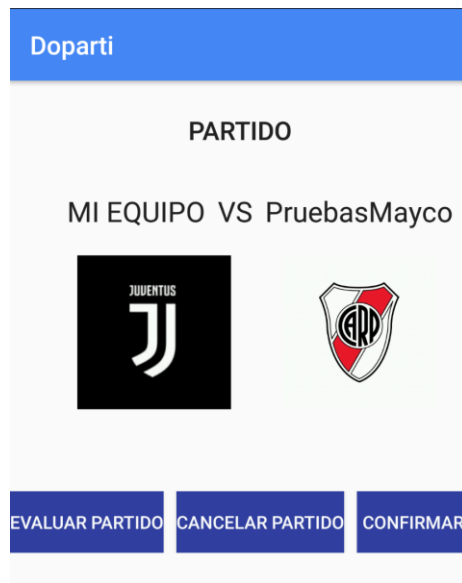 Doparti
PARTIDO
MI EQUIPO VS PruebasMayco
JUVENTUS
CARP
EVALUAR PARTIDO CANCELAR PARTIDO CONFIRMAR